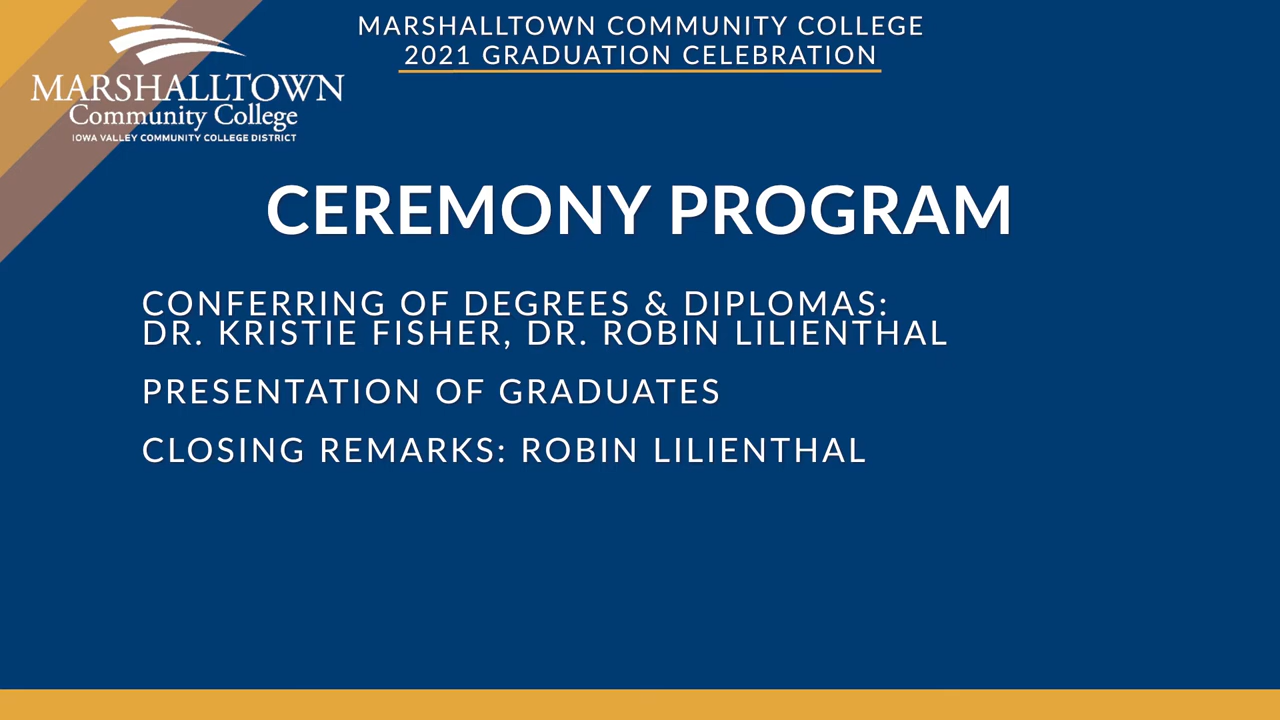 MARSHALLTOWN COMMUNITY COLLEGE
2021 GRADUATION CELEBRATION
MARSHALLTOWN
Community College
IOWA VALLEY COMMUNITY COLLEGE DISTRICT
CEREMONY PROGRAM
CONFERRING OF DEGREES & DIPLOMAS:
DR. KRISTIE FISHER, DR. ROBIN LILIENTHAL
PRESENTATION OF GRADUATES
CLOSING REMARKS: ROBIN LILIENTHAL